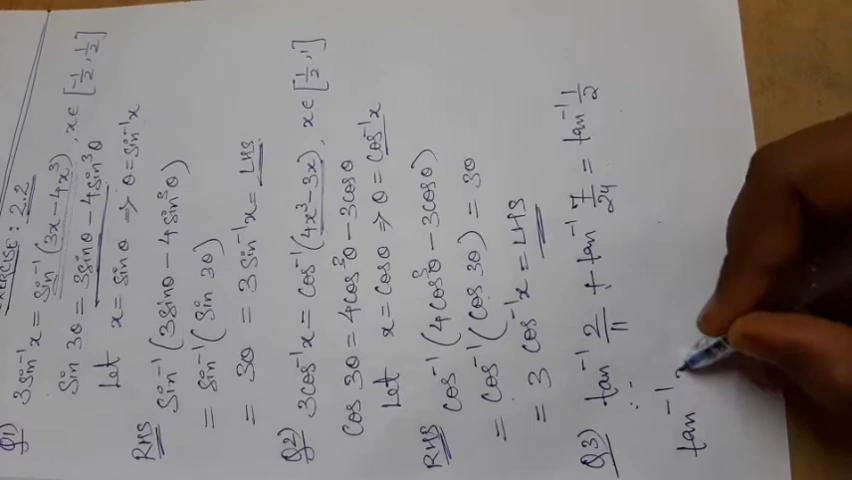 EXERCISE : 2.2
Q1) 3sin⁻¹x = sin⁻¹(3x−4x³), x∈[-1/2, 1/2]
sin 3θ = 3sinθ − 4sin³θ
Let x = sinθ ⇒ θ = sin⁻¹x
RHS sin⁻¹(3sinθ − 4sin³θ)
= sin⁻¹(sin 3θ)
= 3θ = 3sin⁻¹x = LHS
Q2) 3cos⁻¹x = cos⁻¹(4x³−3x), x∈[1/2, 1]
cos 3θ = 4cos³θ − 3cosθ
Let x = cosθ ⇒ θ = cos⁻¹x
RHS cos⁻¹(4cos³θ − 3cosθ)
= cos⁻¹(cos 3θ) = 3θ
= 3 cos⁻¹x = LHS
Q3) tan⁻¹ 2/11 + tan⁻¹ 7/24 = tan⁻¹ 1/2
∴
tan⁻¹